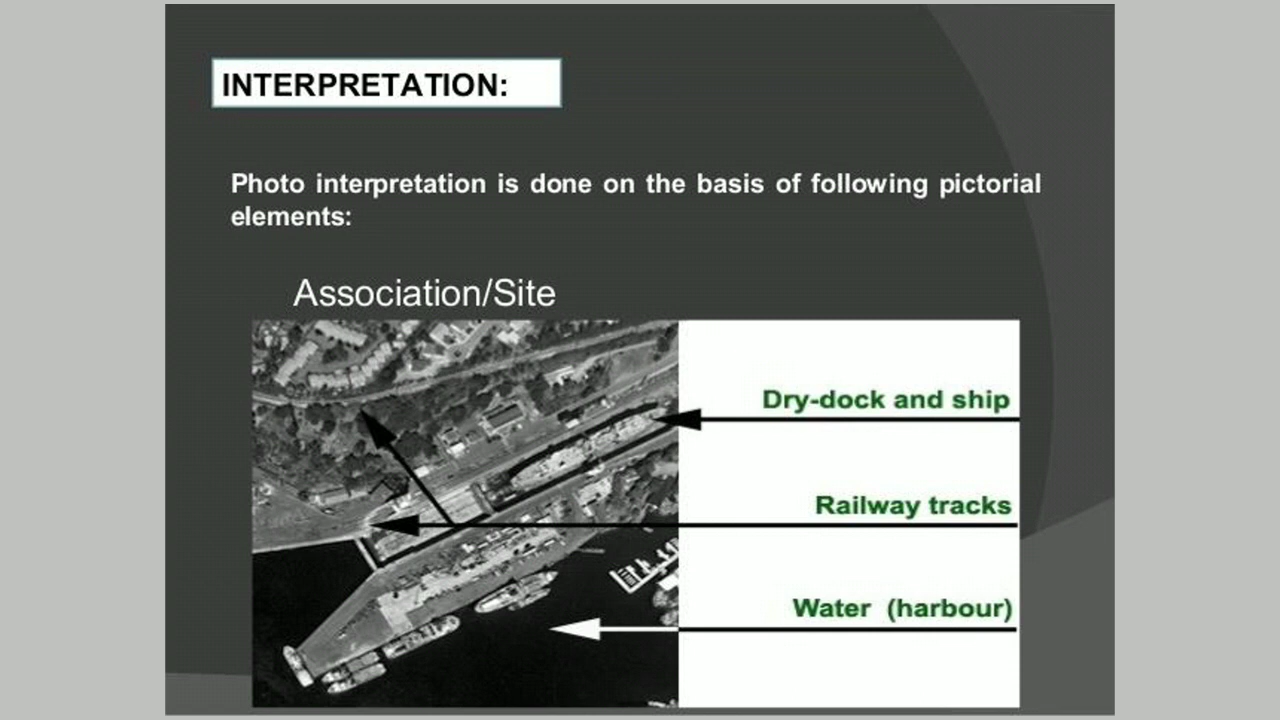 INTERPRETATION:
Photo interpretation is done on the basis of following pictorial
elements:
Association/Site
Dry-dock and ship
Railway tracks
Water (harbour)